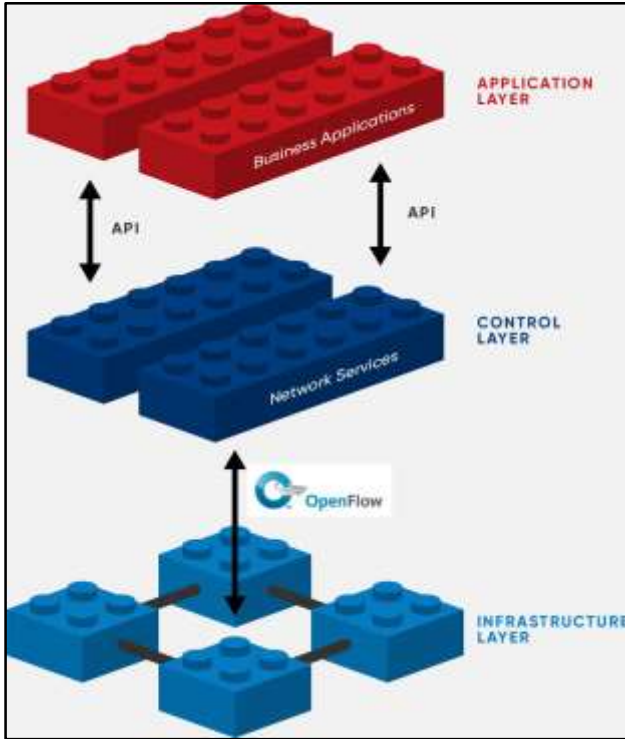 APPLICATION
LAYER
Business Applications
API
API
CONTROL
LAYER
Network Services
OpenFlow
INFRASTRUCTURE
LAYER